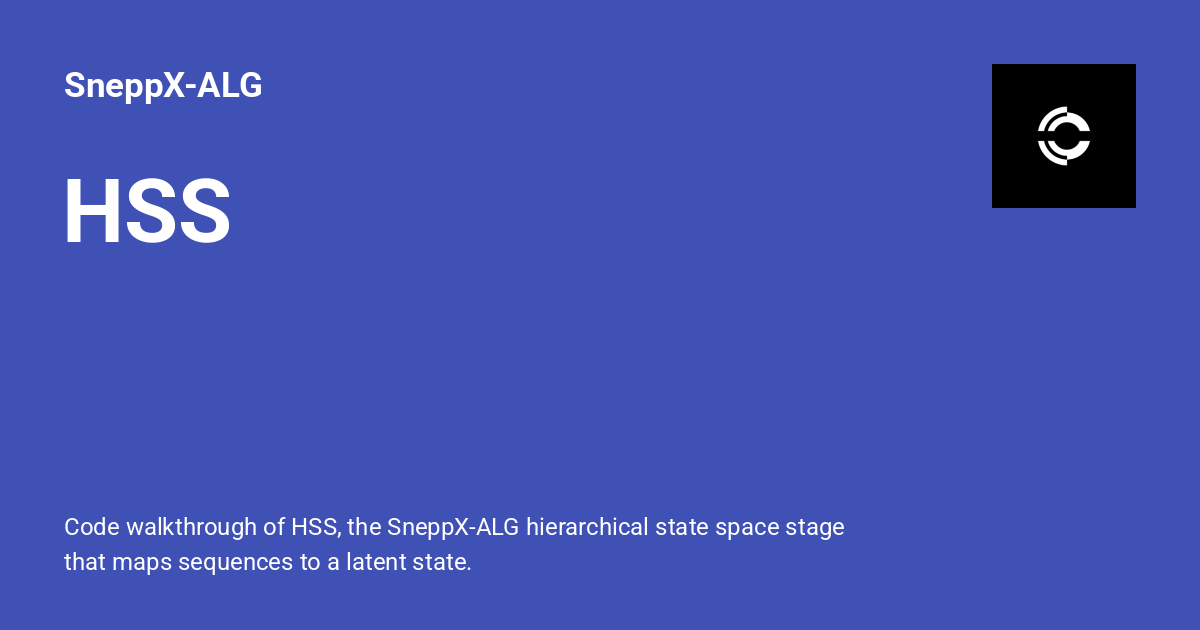 SneppX-ALG
HSS
Code walkthrough of HSS, the SneppX-ALG hierarchical state space stage
that maps sequences to a latent state.